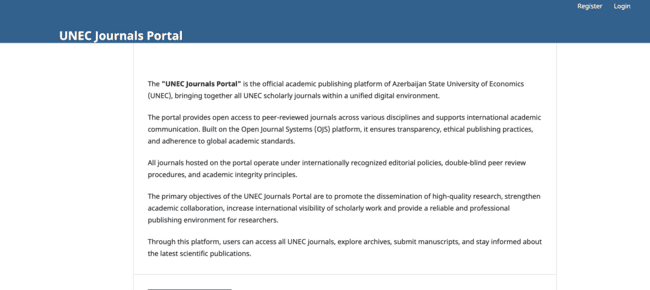 Register Login
UNEC Journals Portal
The "UNEC Journals Portal" is the official academic publishing platform of Azerbaijan State University of Economics
(UNEC), bringing together all UNEC scholarly journals within a unified digital environment.
The portal provides open access to peer-reviewed journals across various disciplines and supports international academic
communication. Built on the Open Journal Systems (OJS) platform, it ensures transparency, ethical publishing practices,
and adherence to global academic standards.
All journals hosted on the portal operate under internationally recognized editorial policies, double-blind peer review
procedures, and academic integrity principles.
The primary objectives of the UNEC Journals Portal are to promote the dissemination of high-quality research, strengthen
academic collaboration, increase international visibility of scholarly work and provide a reliable and professional
publishing environment for researchers.
Through this platform, users can access all UNEC journals, explore archives, submit manuscripts, and stay informed about
the latest scientific publications.